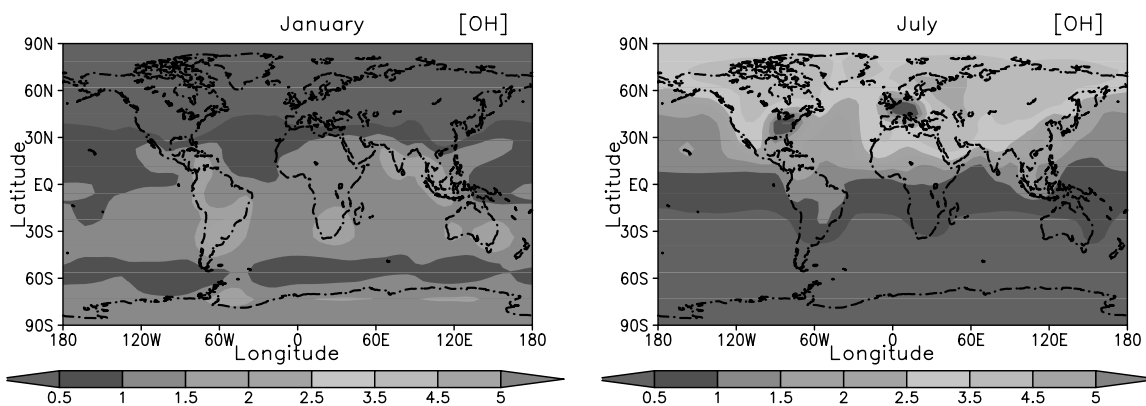 January [OH]
90N
60N
30N
EQ
30S
60S
90S
Latitude
180 120W 60W 0 60E 120E 180
Longitude
0.5 1 1.5 2 2.5 3.5 4.5 5
July [OH]
90N
60N
30N
EQ
30S
60S
90S
Latitude
180 120W 60W 0 60E 120E 180
Longitude
0.5 1 1.5 2 2.5 3.5 4.5 5